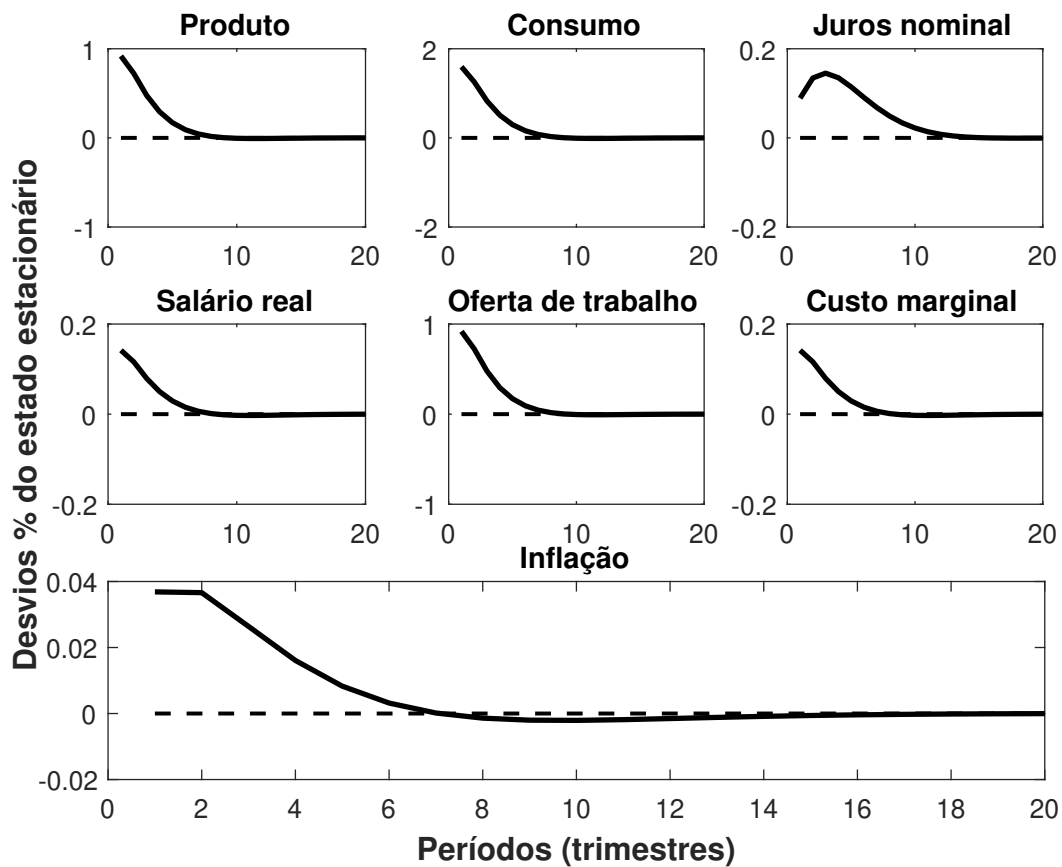 Desvios % do estado estacionário
Produto
1
0
-1
0 10 20
Consumo
2
0
-2
0 10 20
Juros nominal
0.2
0
-0.2
0 10 20
Salário real
0.2
0
-0.2
0 10 20
Oferta de trabalho
1
0
-1
0 10 20
Custo marginal
0.2
0
-0.2
0 10 20
Inflação
0.04
0.02
0
-0.02
0 2 4 6 8 10 12 14 16 18 20
Períodos (trimestres)